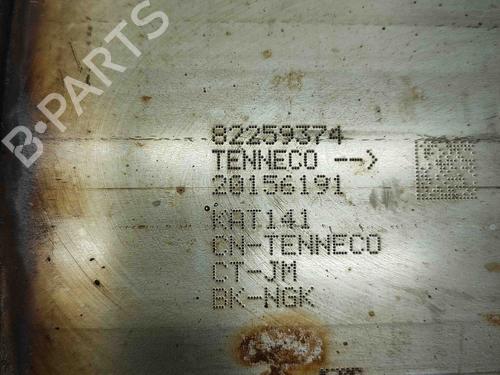 B-PARTS
82259374
TENNECO -->
20156191
KAT141
CN-TENNECO
CT-JM
BK-NGK